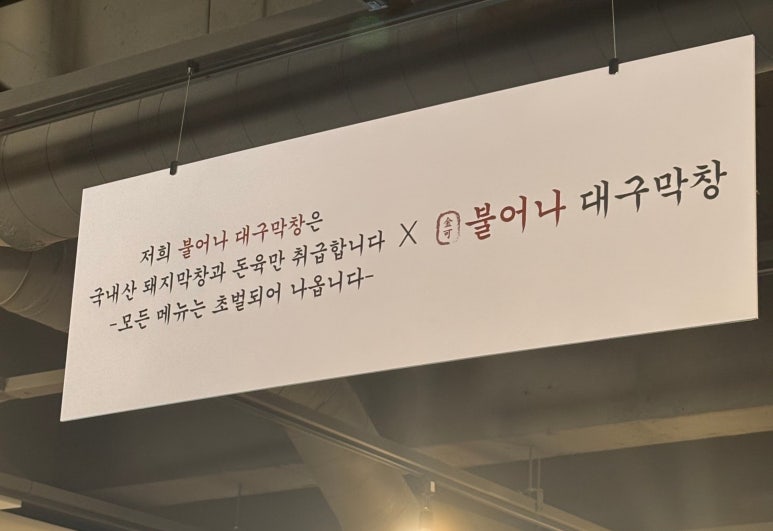 저희 불어나 대구막창은
국내산 돼지막창과 돈육만 취급합니다
-모든 메뉴는 초벌되어 나옵니다-
X
불어나 대구막창